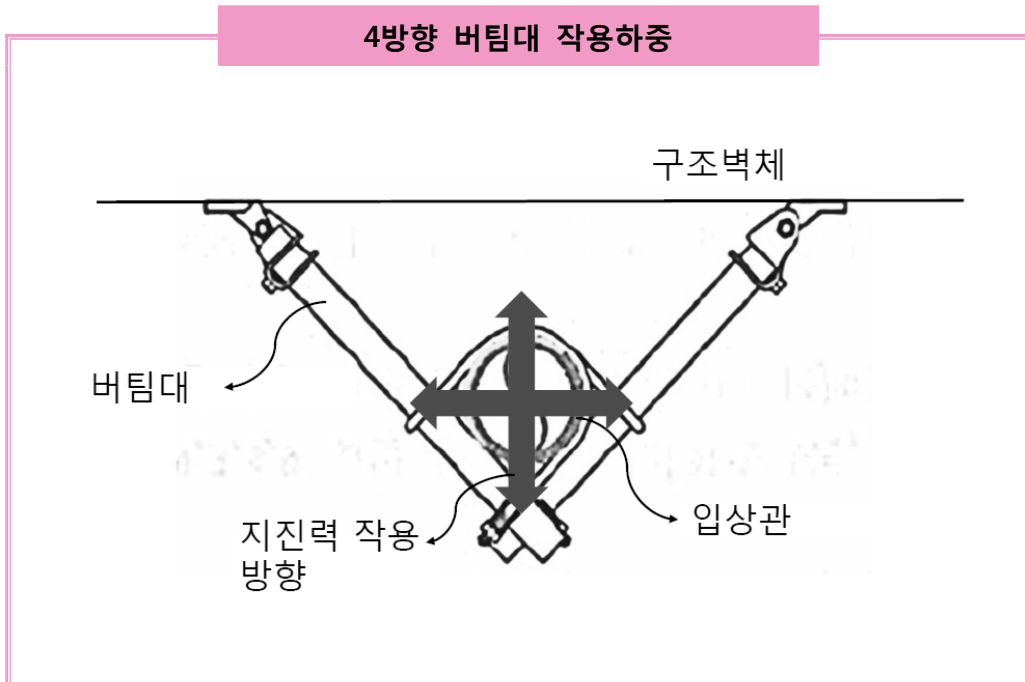 4방향 버팀대 작용하중
구조벽체
버팀대
지진력 작용
방향
입상관